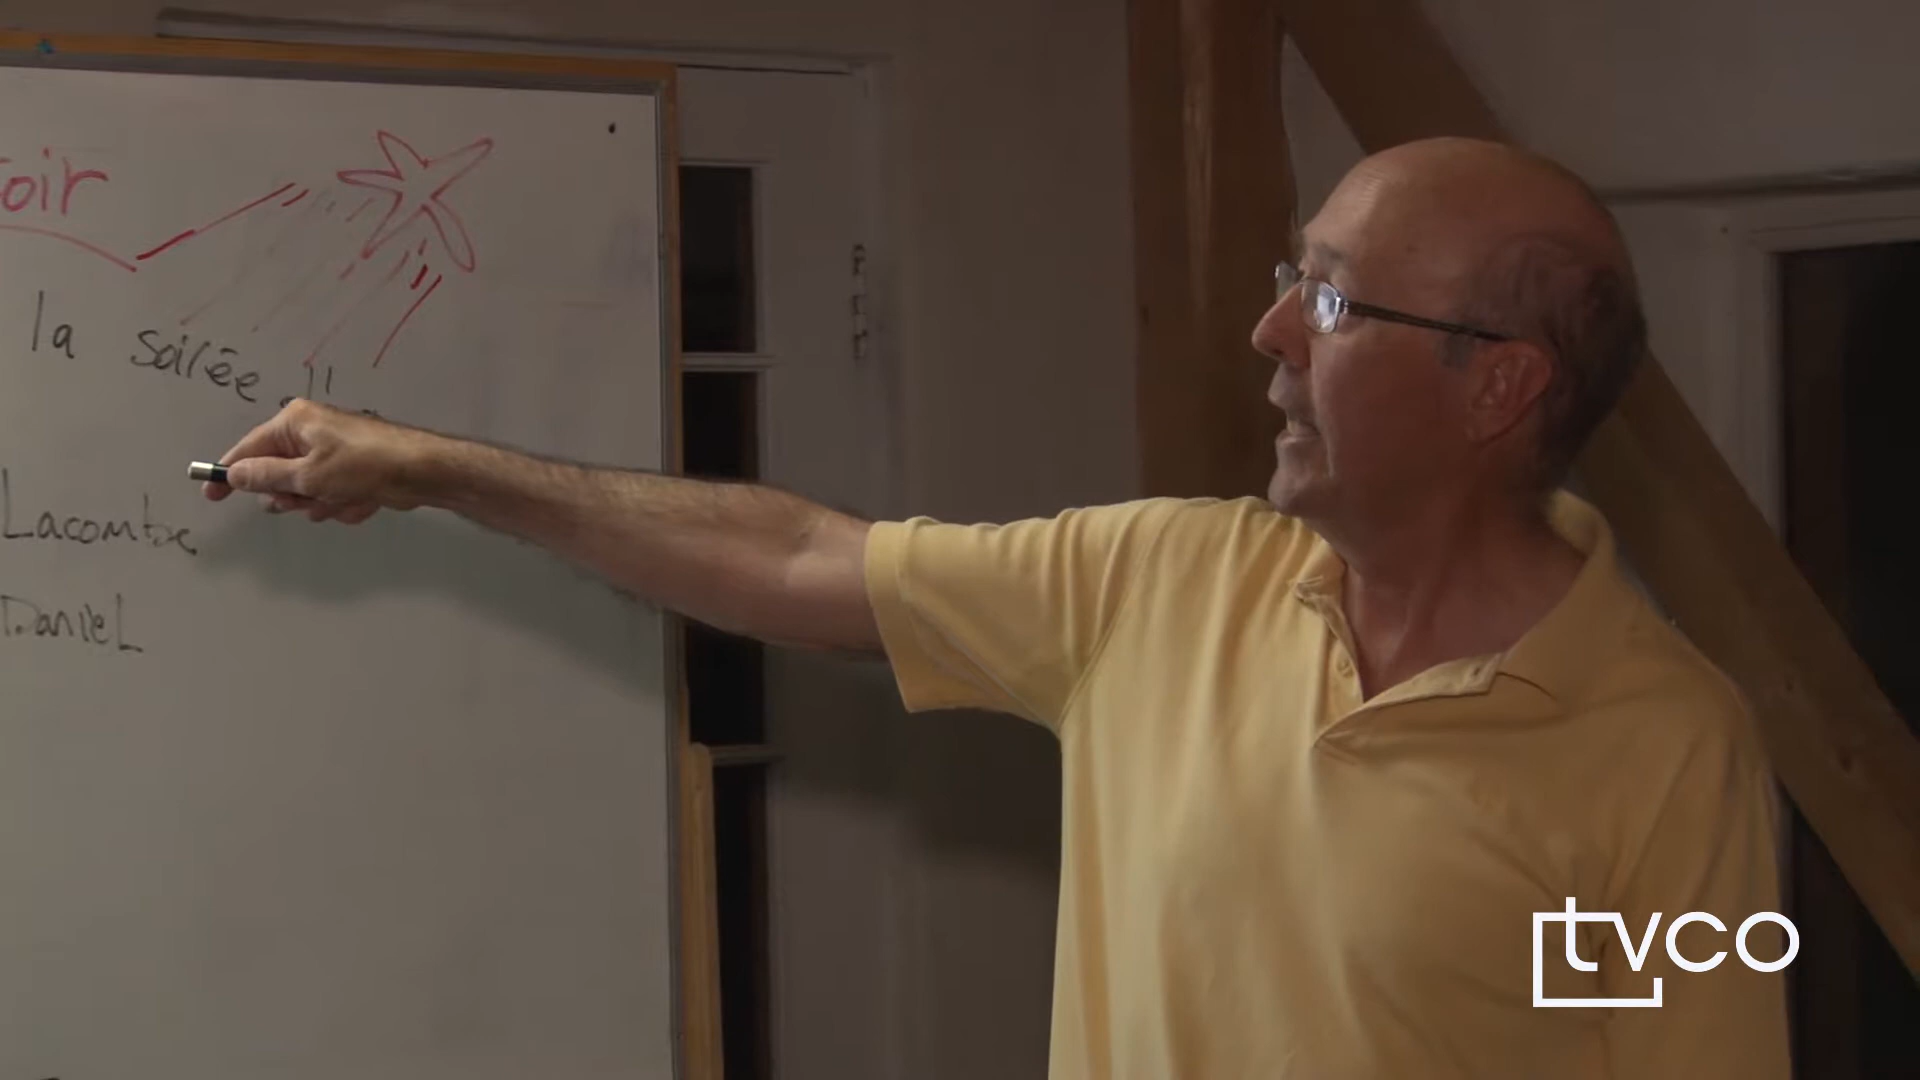 oir
la soirée !!
Lacombe
Daniel
tvco